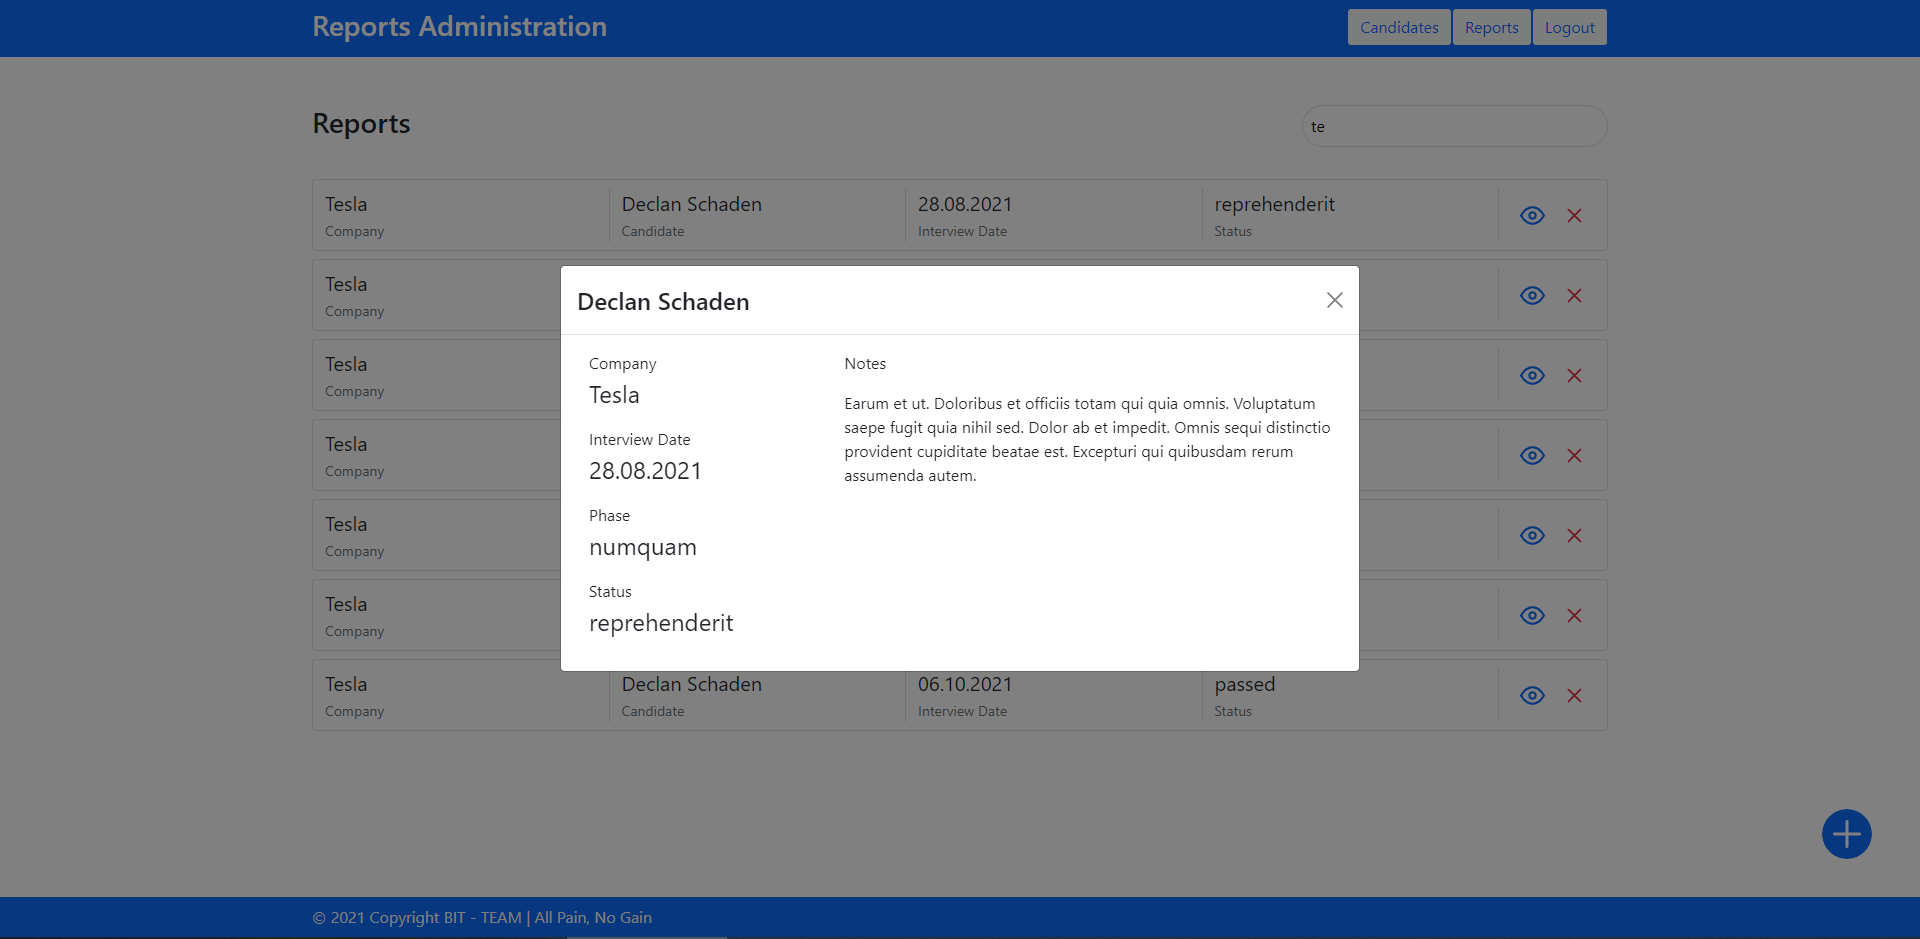 Reports Administration
Candidates
Reports
Logout
Reports
te
Tesla
Declan Schaden
28.08.2021
reprehenderit
Company
Candidate
Interview Date
Status
Tesla
Company
Tesla
Company
Tesla
Company
Tesla
Company
Tesla
Company
Tesla
Declan Schaden
06.10.2021
passed
Company
Candidate
Interview Date
Status
Declan Schaden
Company
Tesla
Interview Date
28.08.2021
Phase
numquam
Status
reprehenderit
Notes
Earum et ut. Doloribus et officiis totam qui quia omnis. Voluptatum
saepe fugit quia nihil sed. Dolor ab et impedit. Omnis sequi distinctio
provident cupiditate beatae est. Excepturi qui quibusdam rerum
assumenda autem.
© 2021 Copyright BIT - TEAM | All Pain, No Gain